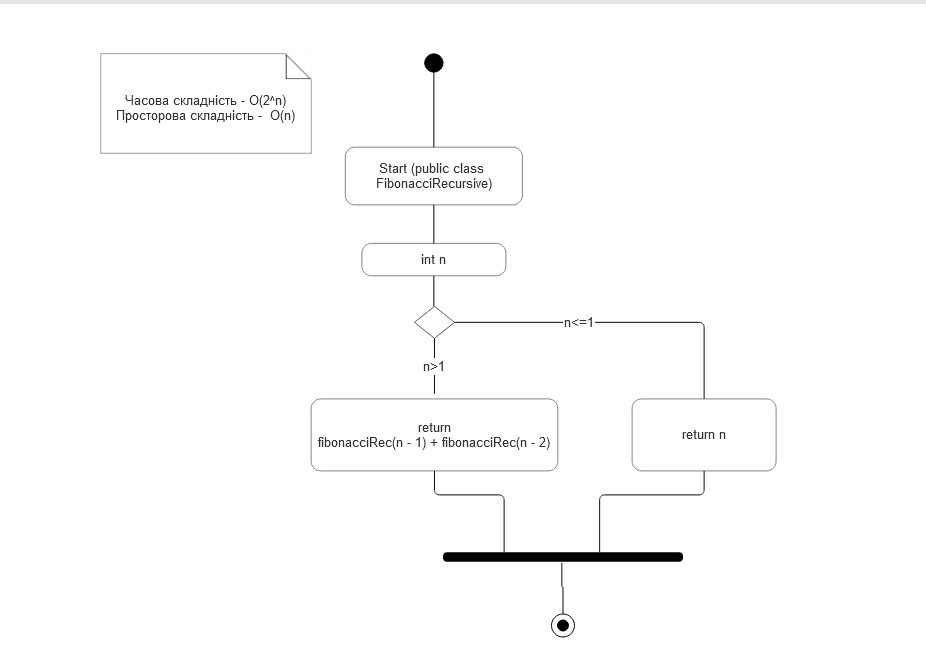 Часова складність - O(2^n)
Просторова складність - O(n)
Start (public class
FibonacciRecursive)
int n
n<=1
n>1
return
fibonacciRec(n - 1) + fibonacciRec(n - 2)
return n